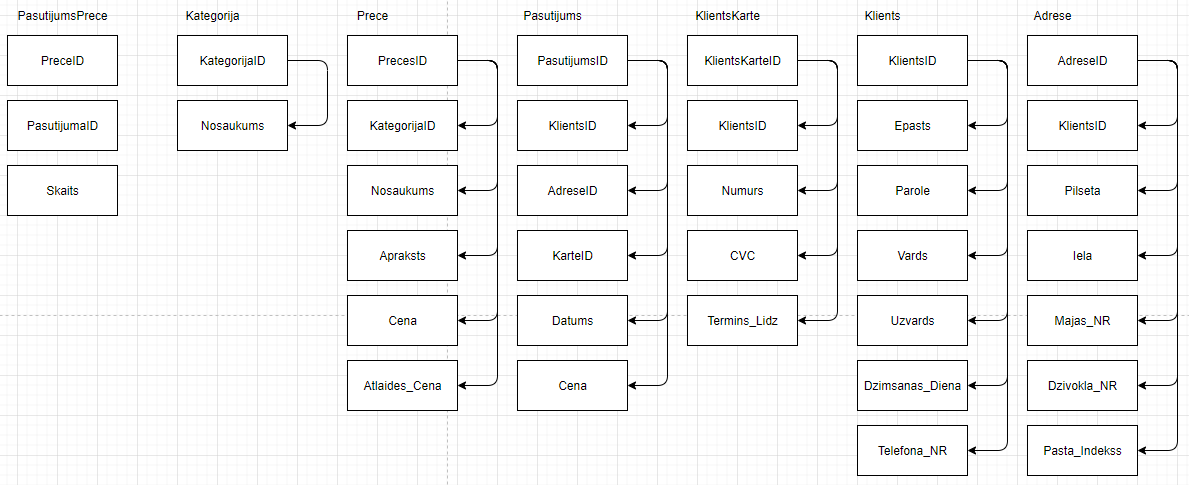 PasutijumsPrece
PreceID
PasutijumaID
Skaits
Kategorija
KategorijaID
Nosaukums
Prece
PrecesID
KategorijaID
Nosaukums
Apraksts
Cena
Atlaides_Cena
Pasutijums
PasutijumsID
KlientsID
AdreseID
KarteID
Datums
Cena
KlientsKarte
KlientsKarteID
KlientsID
Numurs
CVC
Termins_Lidz
Klients
KlientsID
Epasts
Parole
Vards
Uzvards
Dzimsanas_Diena
Telefona_NR
Adrese
AdreseID
KlientsID
Pilseta
Iela
Majas_NR
Dzivokla_NR
Pasta_Indekss